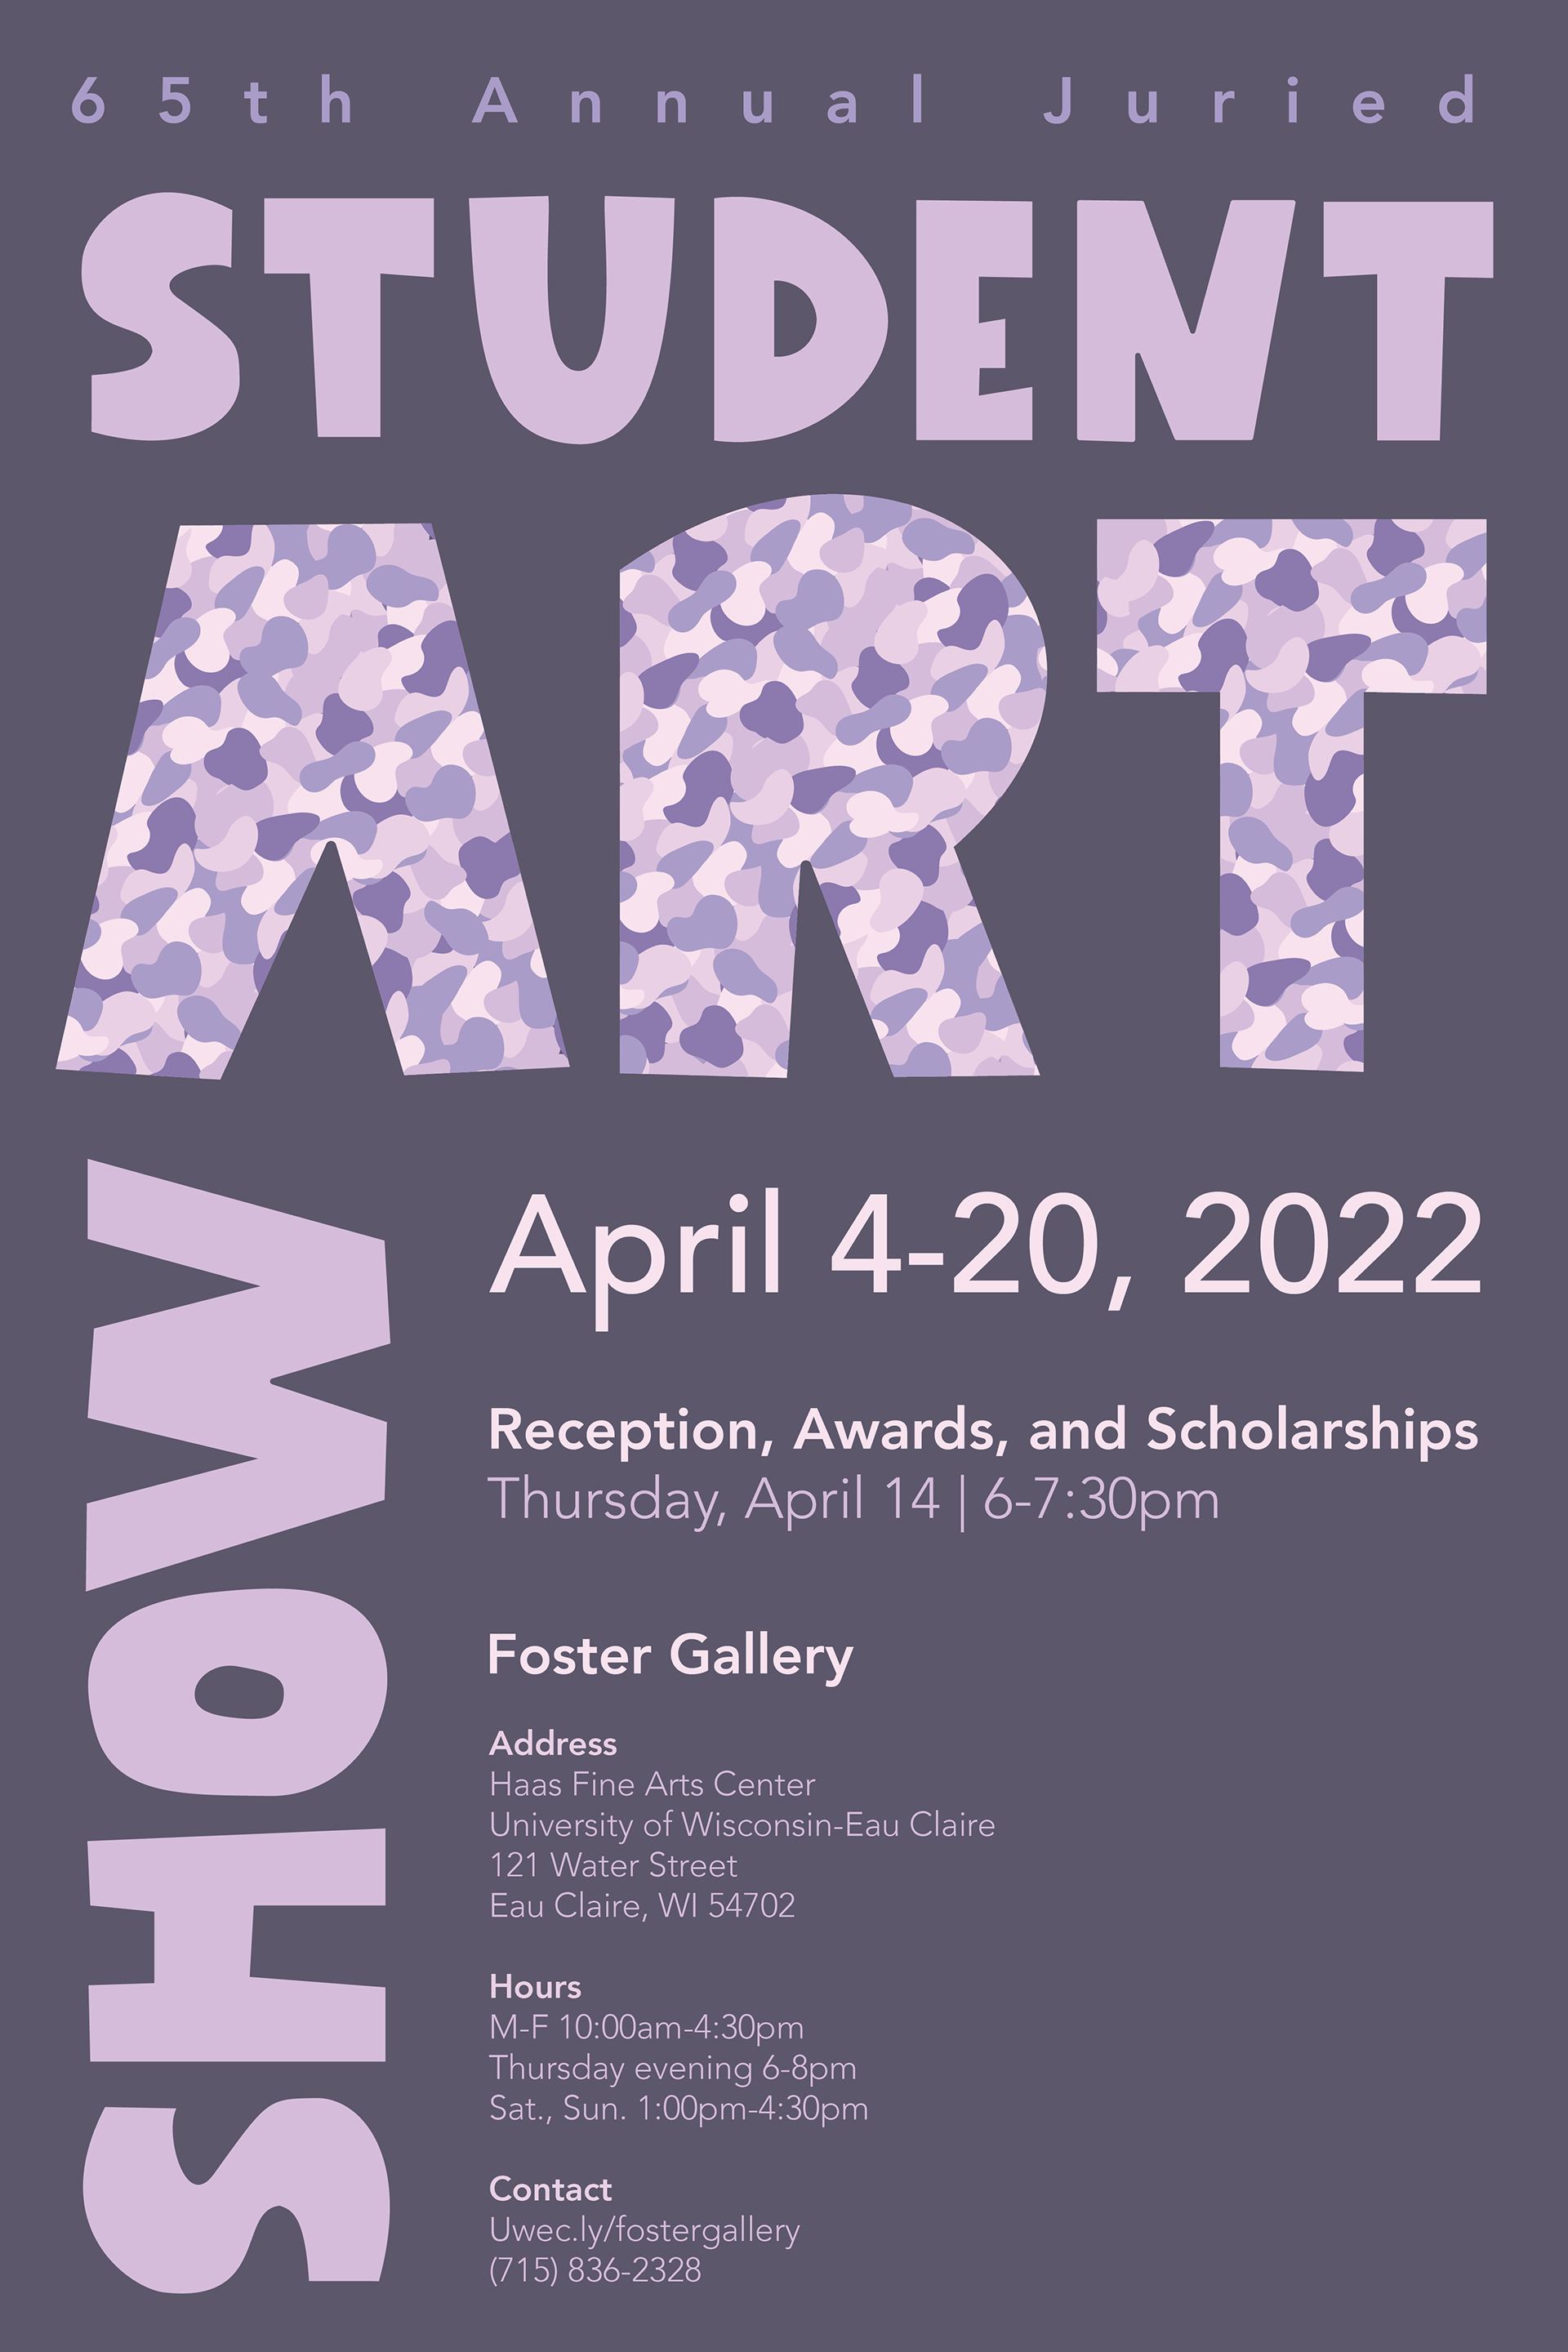 65th Annual Juried
STUDENT
ART
SHOW
April 4-20, 2022
Reception, Awards, and Scholarships
Thursday, April 14 | 6-7:30pm
Foster Gallery
Address
Haas Fine Arts Center
University of Wisconsin-Eau Claire
121 Water Street
Eau Claire, WI 54702
Hours
M-F 10:00am-4:30pm
Thursday evening 6-8pm
Sat., Sun. 1:00pm-4:30pm
Contact
Uwec.ly/fostergallery
(715) 836-2328